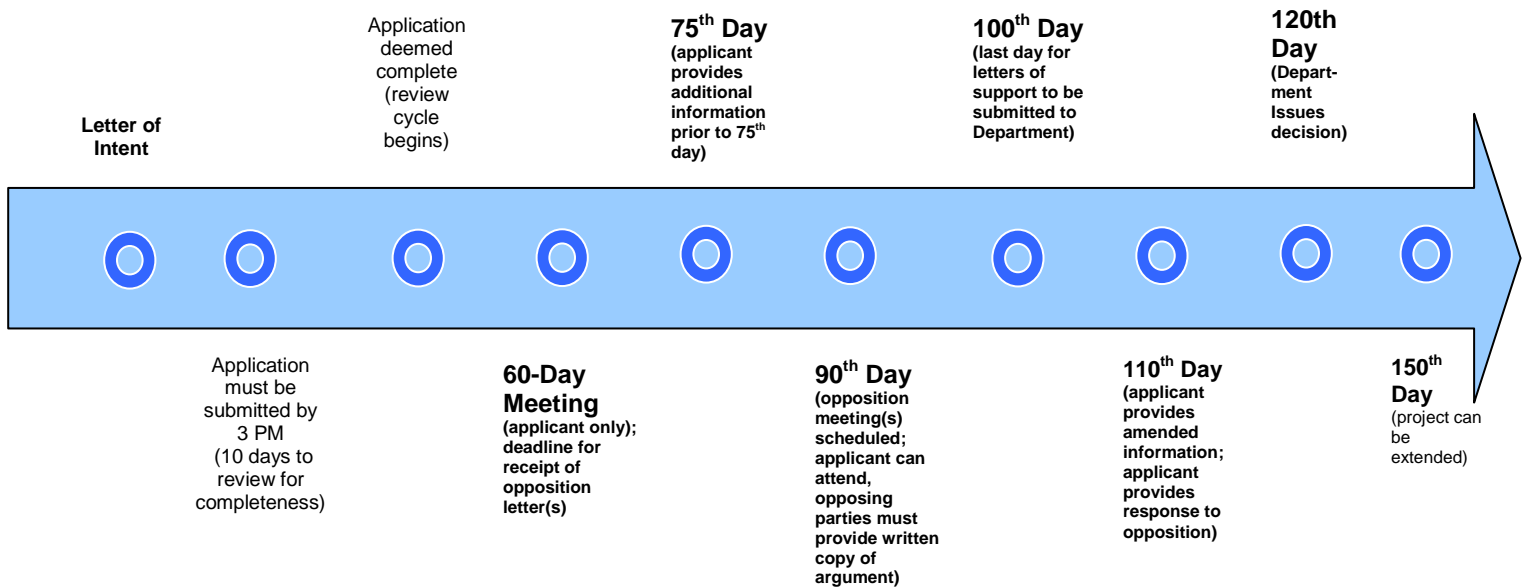 Letter of
Intent
Application
must be
submitted by
3 PM
(10 days to
review for
completeness)
Application
deemed
complete
(review
cycle
begins)
60-Day
Meeting
(applicant only);
deadline for
receipt of
opposition
letter(s)
75th Day
(applicant
provides
additional
information
prior to 75th
day)
90th Day
(opposition
meeting(s)
scheduled;
applicant can
attend,
opposing
parties must
provide written
copy of
argument)
100th Day
(last day for
letters of
support to be
submitted to
Department)
110th Day
(applicant
provides
amended
information;
applicant
provides
response to
opposition)
120th
Day
(Depart-
ment
Issues
decision)
150th
Day
(project can
be
extended)